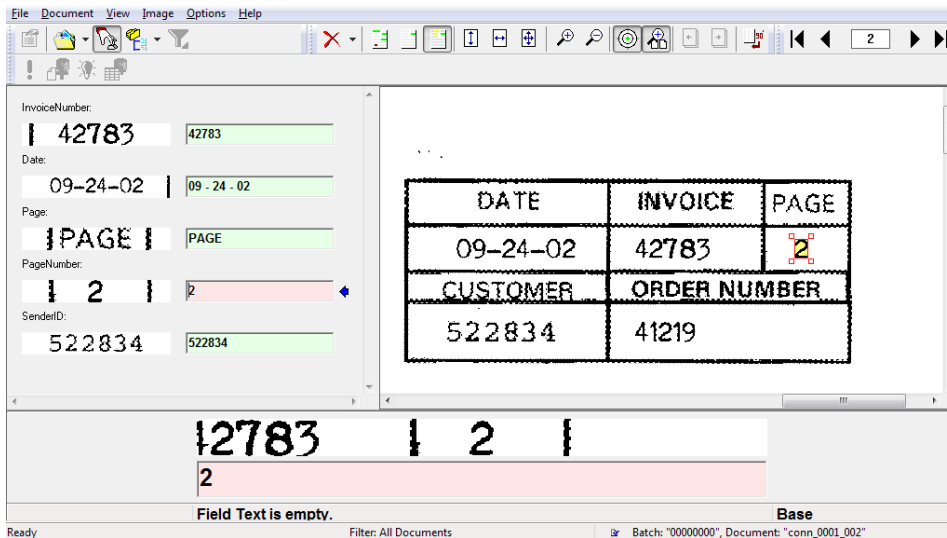 File Document View Image Options Help
2
InvoiceNumber:
42783 42783
Date:
09-24-02 09 - 24 - 02
Page:
PAGE PAGE
PageNumber:
2 2
SenderID:
522834 522834
DATE INVOICE PAGE
09-24-02 42783 2
CUSTOMER ORDER NUMBER
522834 41219
2783 2
2
Field Text is empty. Base
Ready Filter: All Documents Batch: "00000000", Document: "conn_0001_002"